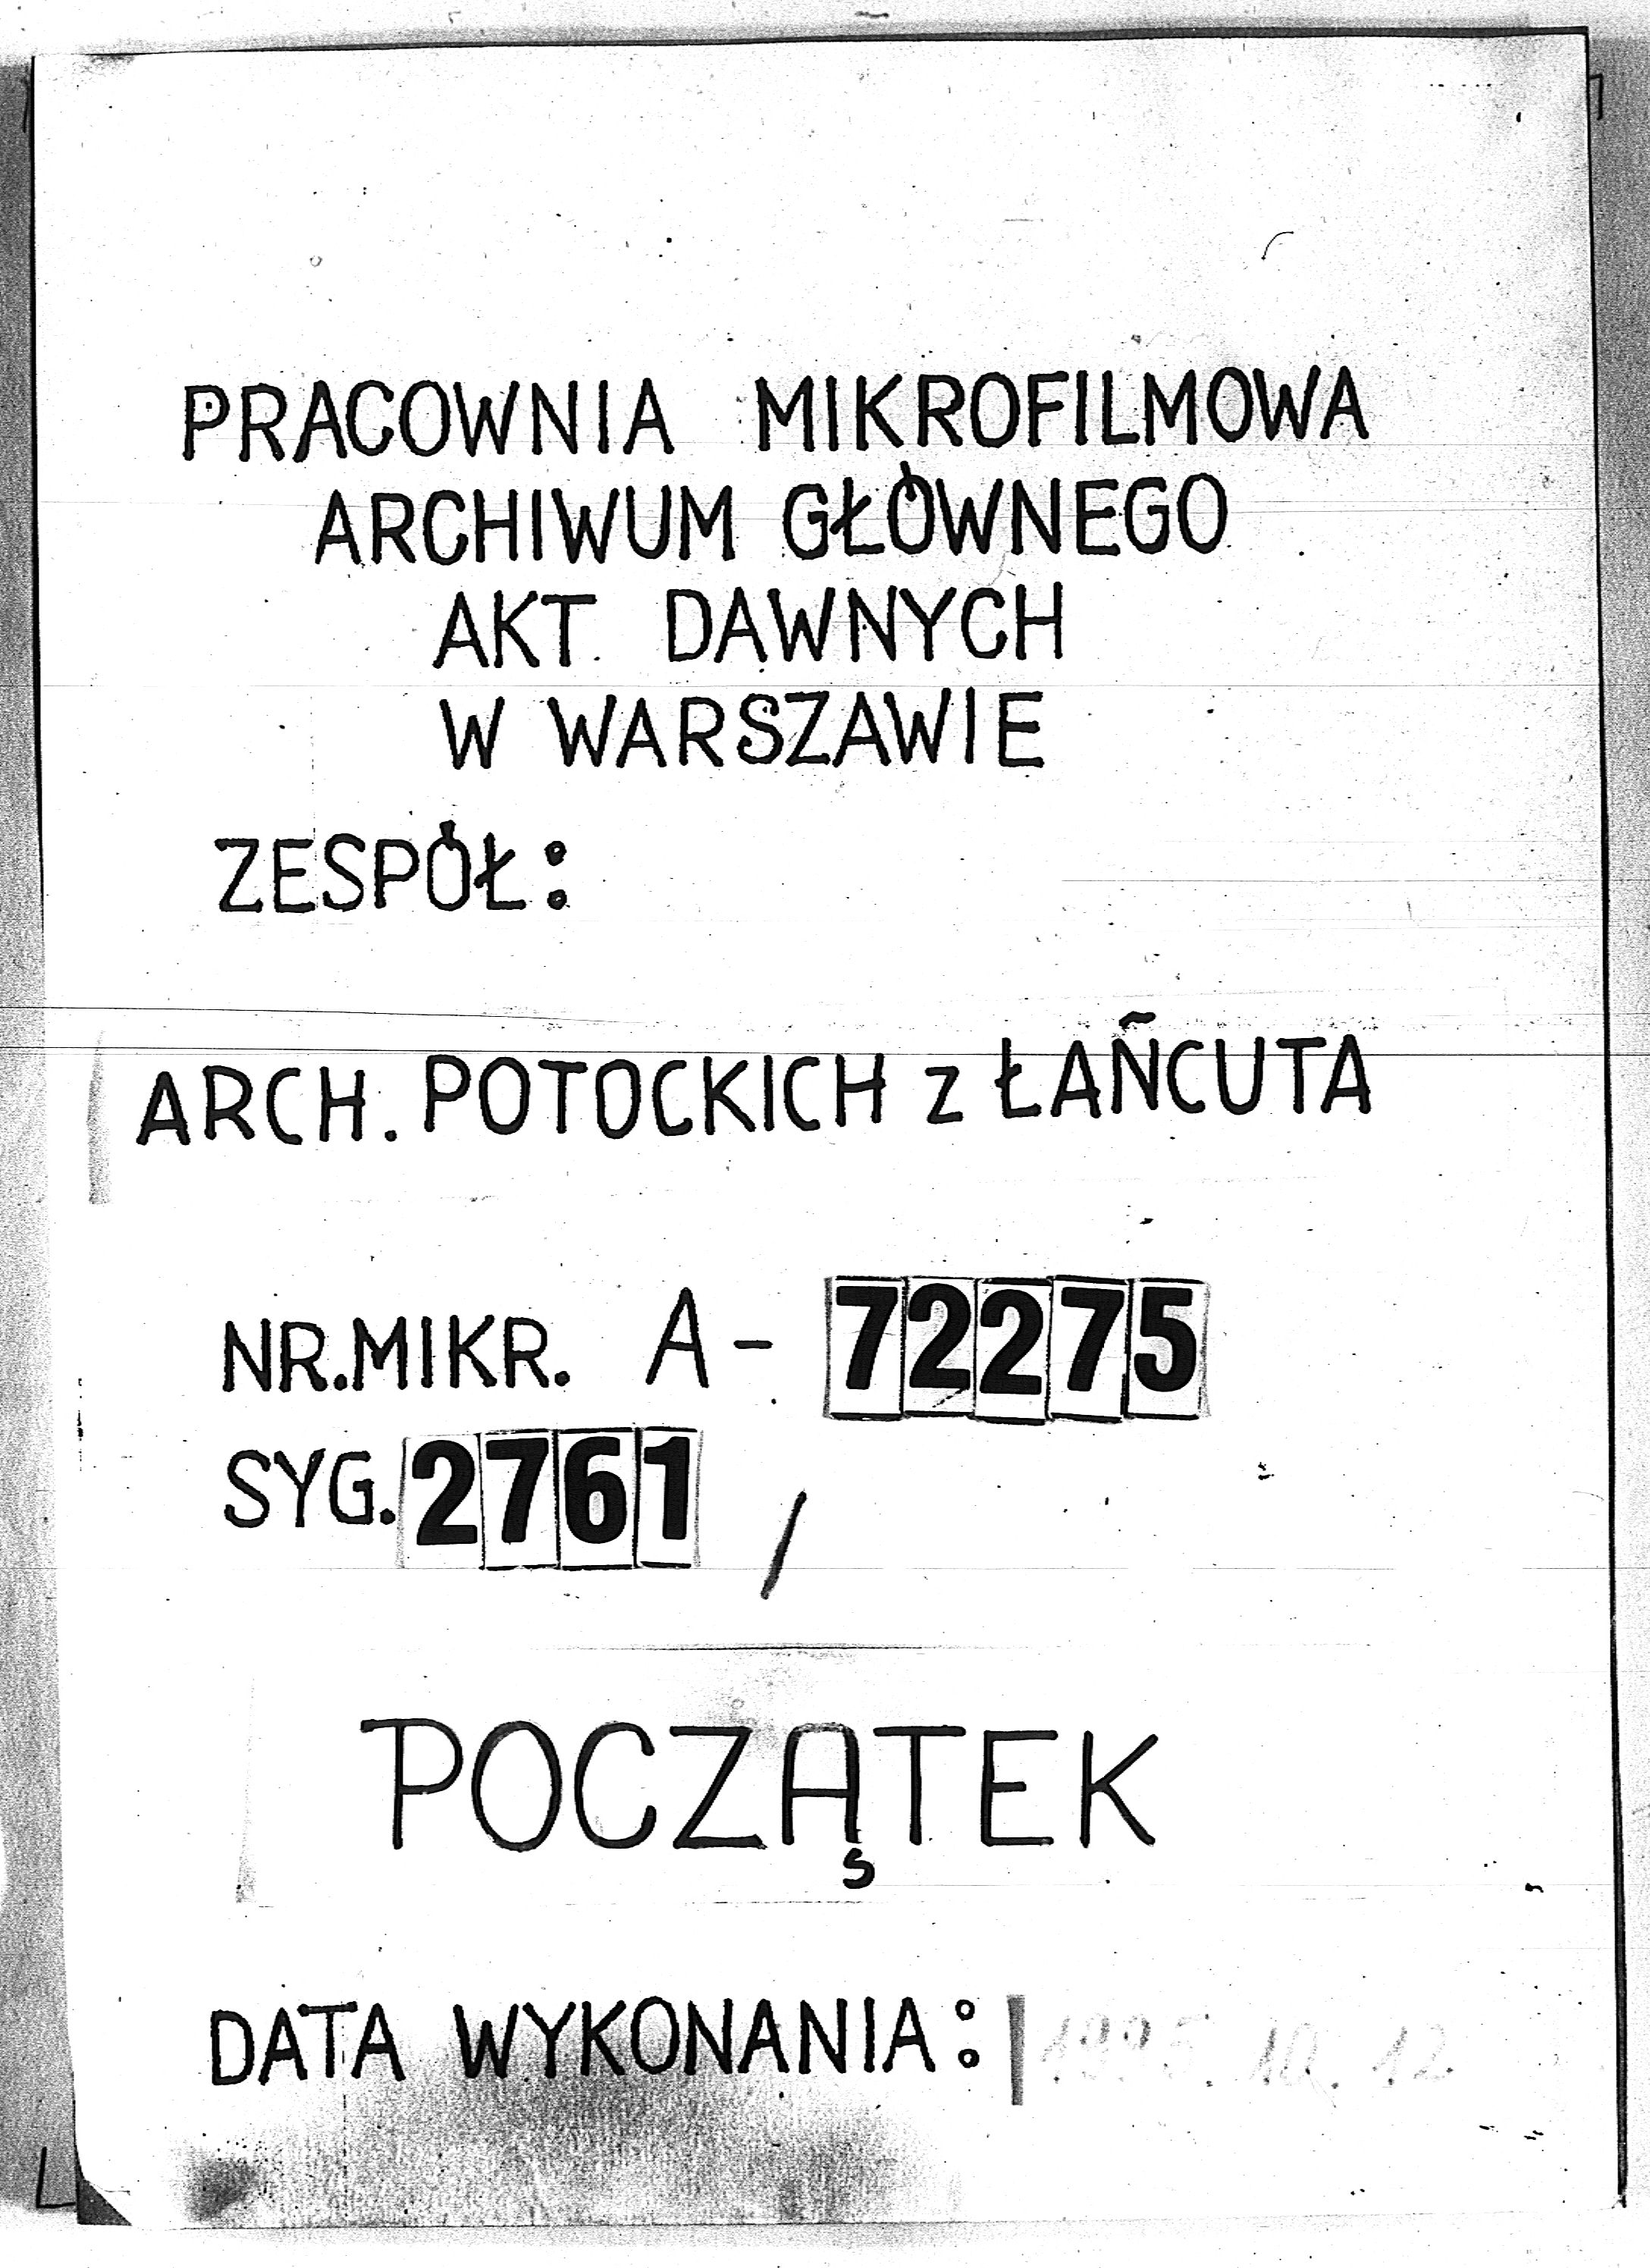 PRACOWNIA MIKROFILMOWA
ARCHIWUM GŁÓWNEGO
AKT DAWNYCH
W WARSZAWIE
ZESPÓŁ:
ARCH. POTOCKICH z ŁAŃCUTA
NR.MIKR. A- 72275
SYG. 2761 /
POCZĄTEK
DATA WYKONANIA: